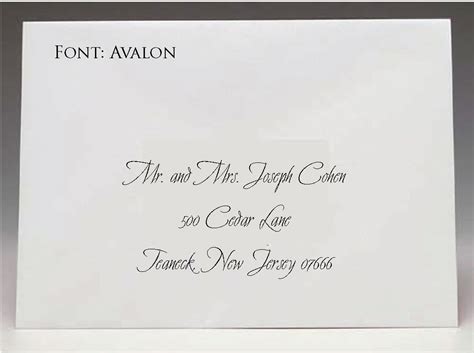 Font: Avalon
Mr. and Mrs. Joseph Cohen
500 Cedar Lane
Teaneck, New Jersey 07666